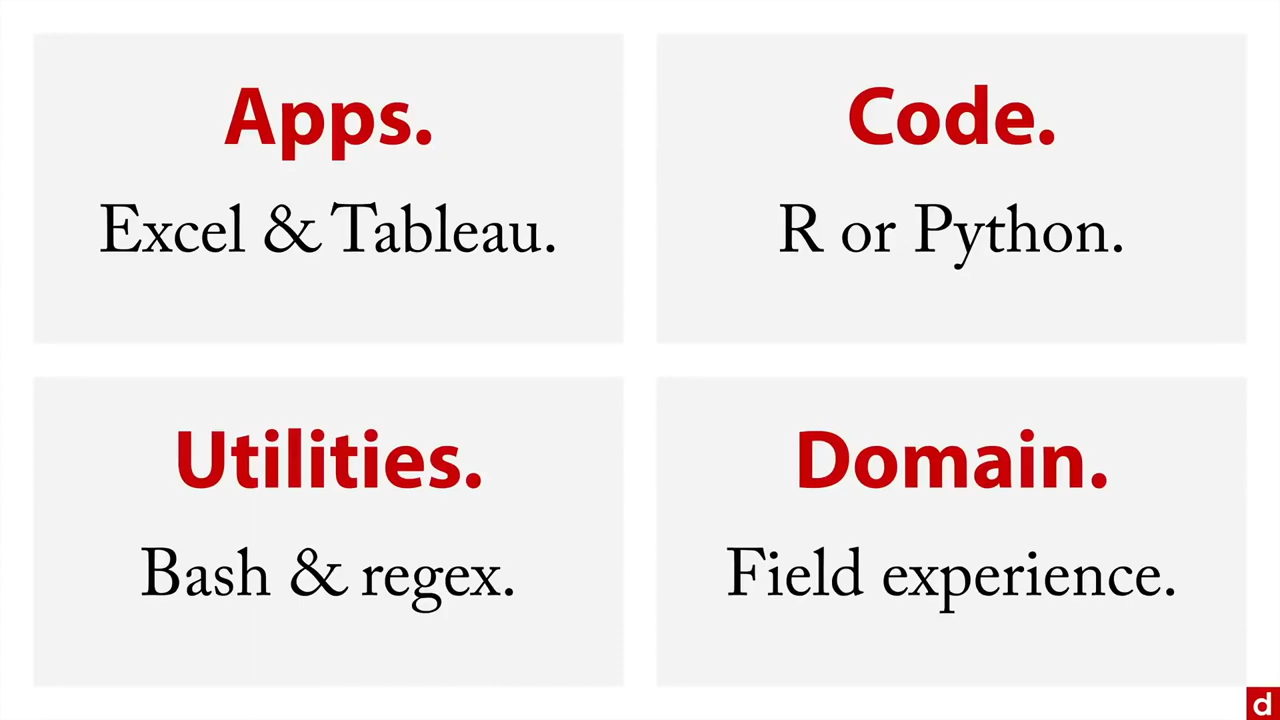 Apps.
Excel & Tableau.
Code.
R or Python.
Utilities.
Bash & regex.
Domain.
Field experience.
d